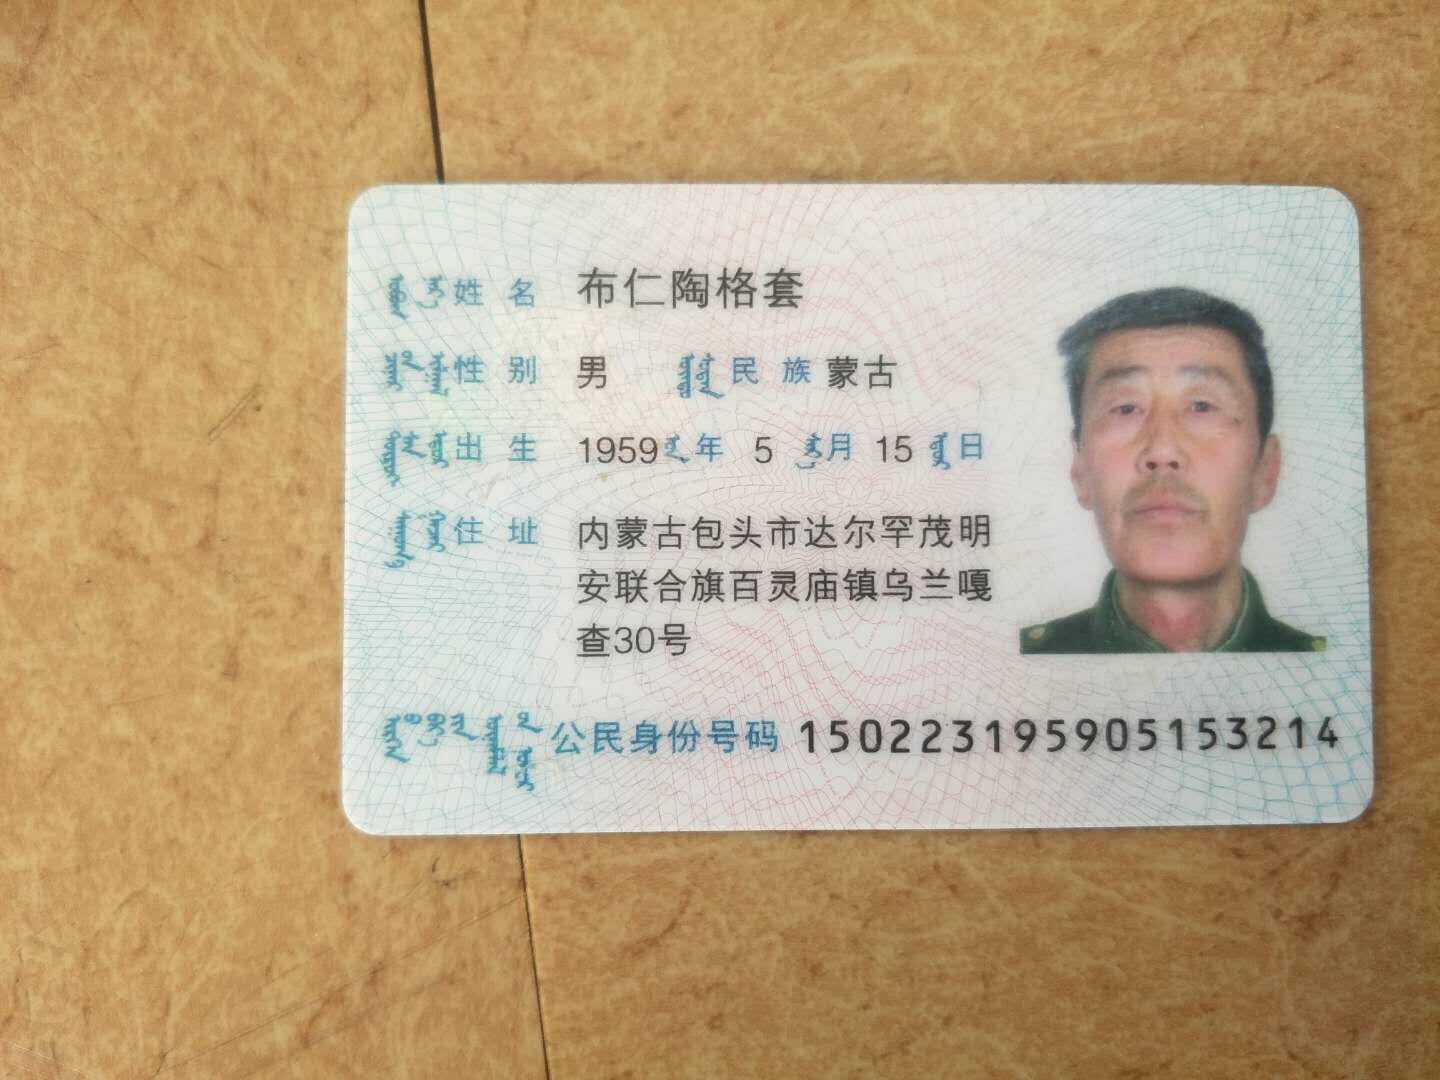 姓名 布仁陶格套
性别 男 民族 蒙古
出生 1959年 5月 15日
住址 内蒙古包头市达尔罕茂明
安联合旗百灵庙镇乌兰嘎
查30号
公民身份号码 150223195905153214